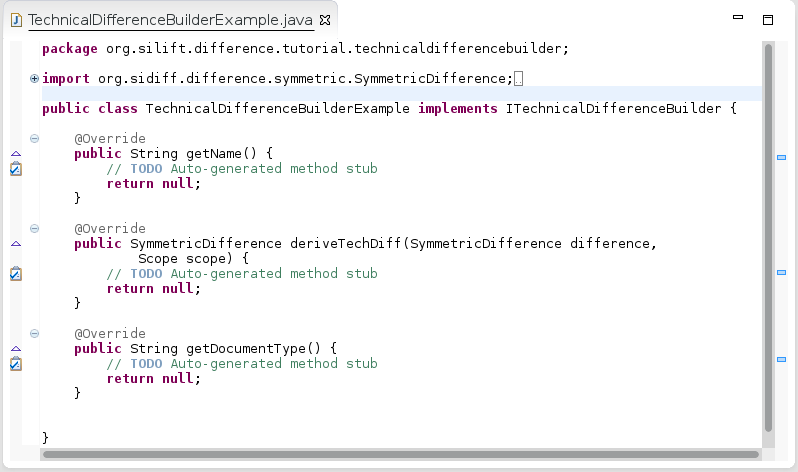 TechnicalDifferenceBuilderExample.java
package org.silift.difference.tutorial.technicaldifferencebuilder;
import org.sidiff.difference.symmetric.SymmetricDifference;
public class TechnicalDifferenceBuilderExample implements ITechnicalDifferenceBuilder {
@Override
public String getName() {
// TODO Auto-generated method stub
return null;
}
@Override
public SymmetricDifference deriveTechDiff(SymmetricDifference difference,
Scope scope) {
// TODO Auto-generated method stub
return null;
}
@Override
public String getDocumentType() {
// TODO Auto-generated method stub
return null;
}
}